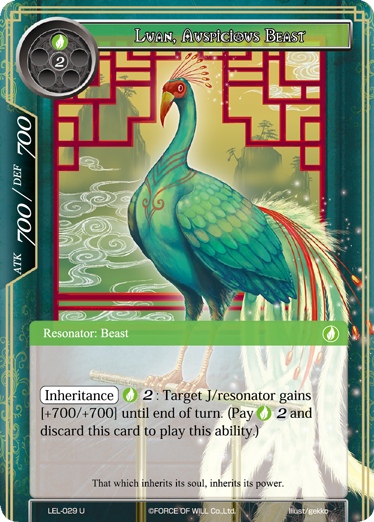 Luan, Auspicious Beast
2
ATK 700 / DEF 700
Resonator: Beast
Inheritance 2 : Target J/resonator gains
[+700/+700] until end of turn. (Pay 2 and
discard this card to play this ability.)
That which inherits its soul, inherits its power.
LEL-029 U ©FORCE OF WILL Co.,Ltd. Illust/gekko